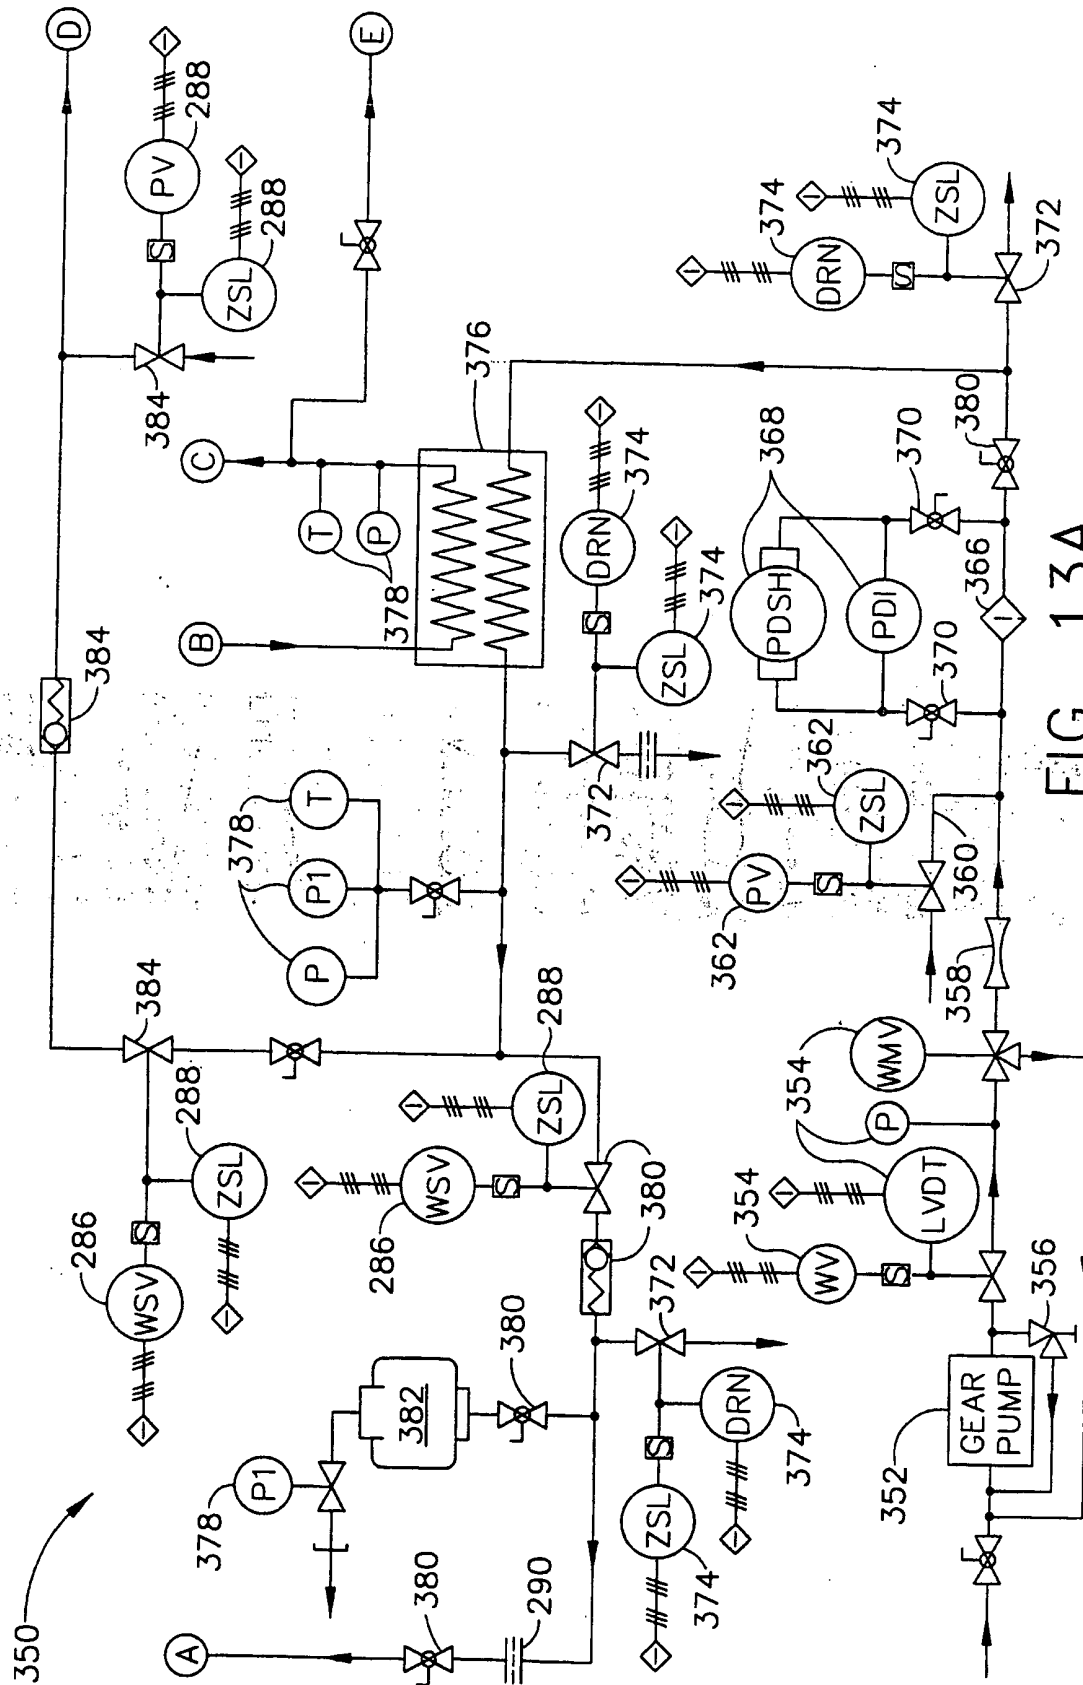 350
A
380
290
P1
378
382
380
WSV
286
ZSL
288
S
384
384
D
PV
288
ZSL
288
S
384
E
C
B
T
P
378
376
P
P1
T
378
DRN
374
ZSL
374
S
372
WSV
286
ZSL
288
S
380
372
DRN
374
ZSL
374
S
DRN
374
ZSL
374
S
372
380
370
368
PDSH
PDI
370
366
PV
362
ZSL
362
S
360
358
WMV
354
P
LVDT
WV
354
S
356
GEAR
PUMP
352
FIG. 13A